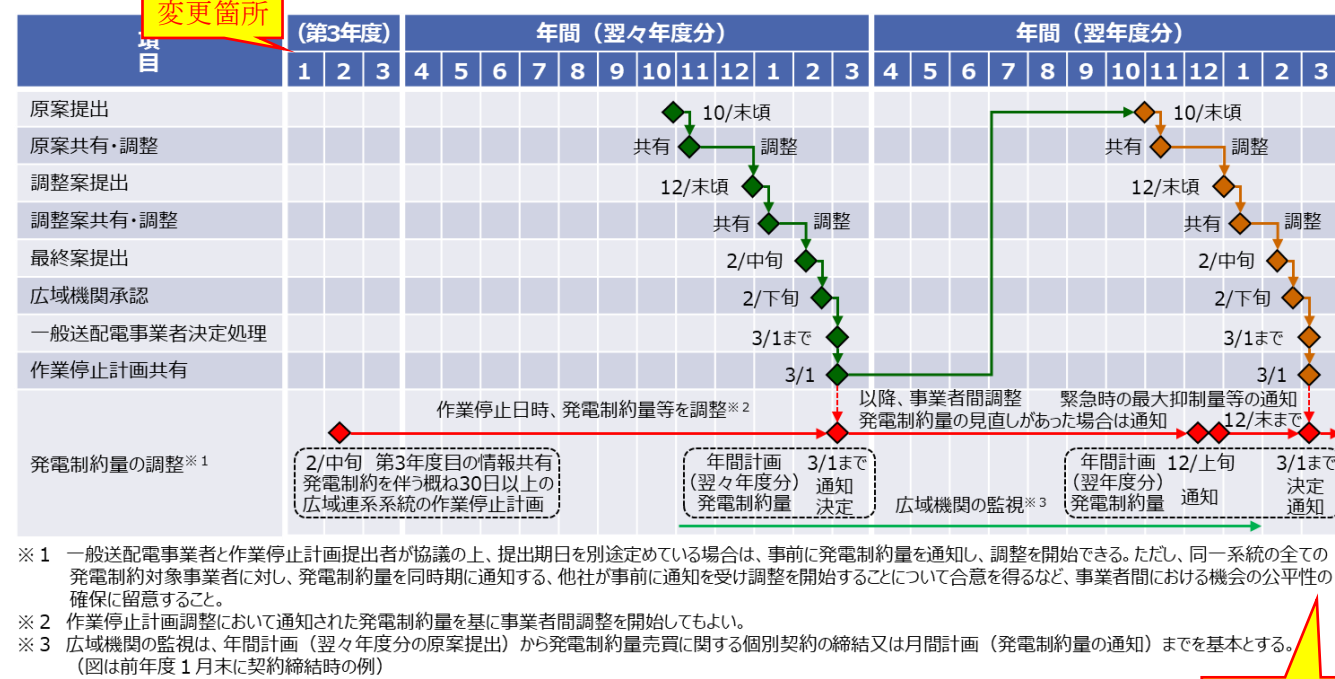 変更箇所
項
目
(第3年度) 年間（翌々年度分） 年間（翌年度分）
1 2 3 4 5 6 7 8 9 10 11 12 1 2 3 4 5 6 7 8 9 10 11 12 1 2 3
原案提出 10/末頃 10/末頃
原案共有・調整 共有 調整 共有 調整
調整案提出 12/末頃 12/末頃
調整案共有・調整 共有 調整 共有 調整
最終案提出 2/中旬 2/中旬
広域機関承認 2/下旬 2/下旬
一般送配電事業者決定処理 3/1まで 3/1まで
作業停止計画共有 3/1 3/1
発電制約量の調整※1
作業停止日時、発電制約量等を調整※2
以降、事業者間調整
発電制約量の見直しがあった場合は通知
緊急時の最大抑制量等の通知
12/末まで
2/中旬 第3年度目の情報共有
発電制約を伴う概ね30日以上の
広域連系系統の作業停止計画
年間計画 3/1まで
（翌々年度分） 通知
発電制約量 決定
広域機関の監視※3
年間計画 12/上旬 3/1まで
（翌年度分） 通知 決定
発電制約量 通知
※1 一般送配電事業者と作業停止計画提出者が協議の上、提出期日を別途定めている場合は、事前に発電制約量を通知し、調整を開始できる。ただし、同一系統の全ての
発電制約対象事業者に対し、発電制約量を同時期に通知する、他社が事前に通知を受け調整を開始することについて合意を得るなど、事業者間における機会の公平性の
確保に留意すること。
※2 作業停止計画調整において通知された発電制約量を基に事業者間調整を開始してもよい。
※3 広域機関の監視は、年間計画（翌々年度分の原案提出）から発電制約量売買に関する個別契約の締結又は月間計画（発電制約量の通知）までを基本とする。
（図は前年度1月末に契約締結時の例）